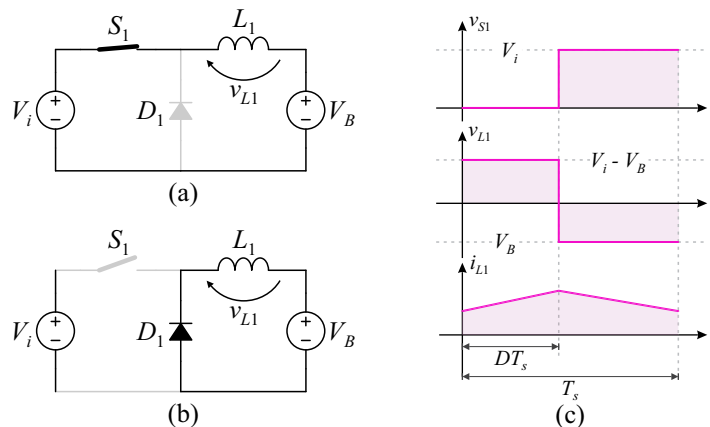 S1
L1
Vi
D1
vL1
VB
(a)
S1
L1
Vi
D1
vL1
VB
(b)
vS1
Vi
vL1
Vi - VB
VB
iL1
DTs
Ts
(c)